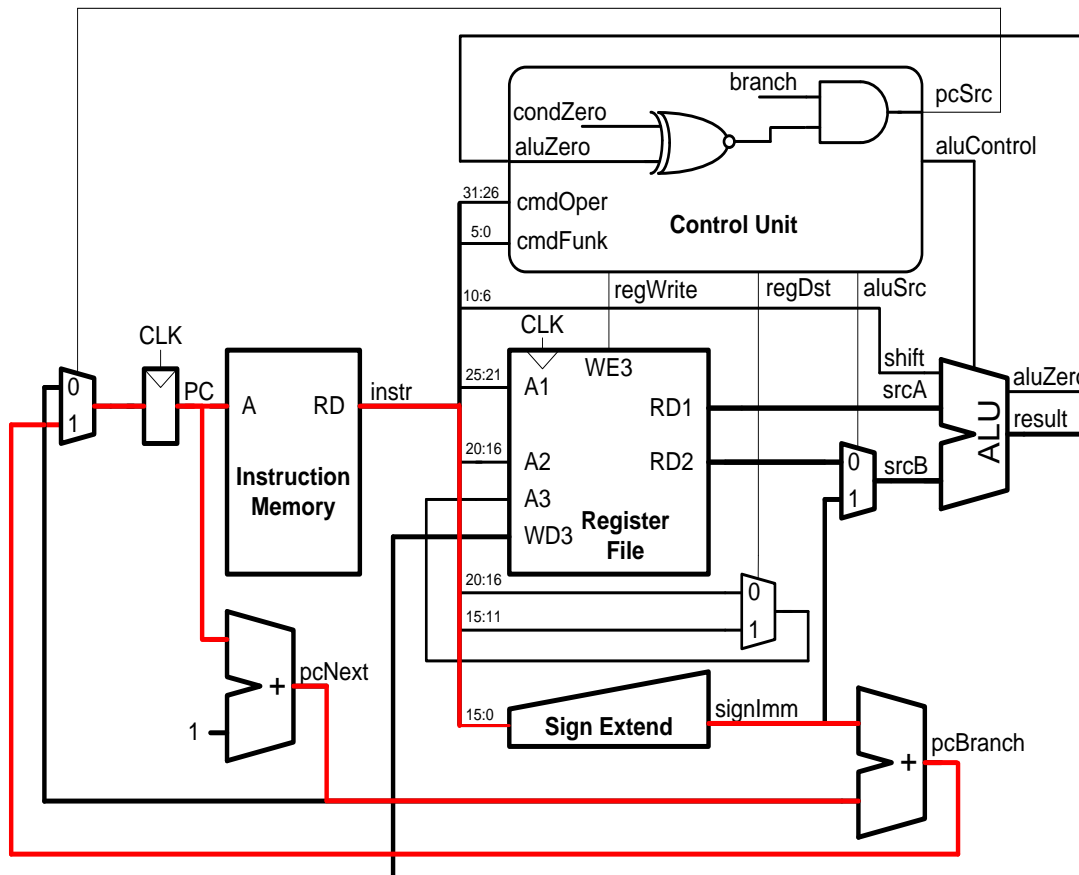 branch
pcSrc
condZero
aluZero
aluControl
31:26
cmdOper
Control Unit
5:0
cmdFunk
regWrite
regDst
aluSrc
10:6
CLK
CLK
shift
WE3
0
PC
A
RD
instr
25:21
A1
RD1
srcA
aluZero
1
ALU
result
Instruction
Memory
20:16
A2
RD2
0
srcB
A3
1
WD3
Register
File
20:16
0
15:11
1
pcNext
+
1
15:0
Sign Extend
signImm
pcBranch
+